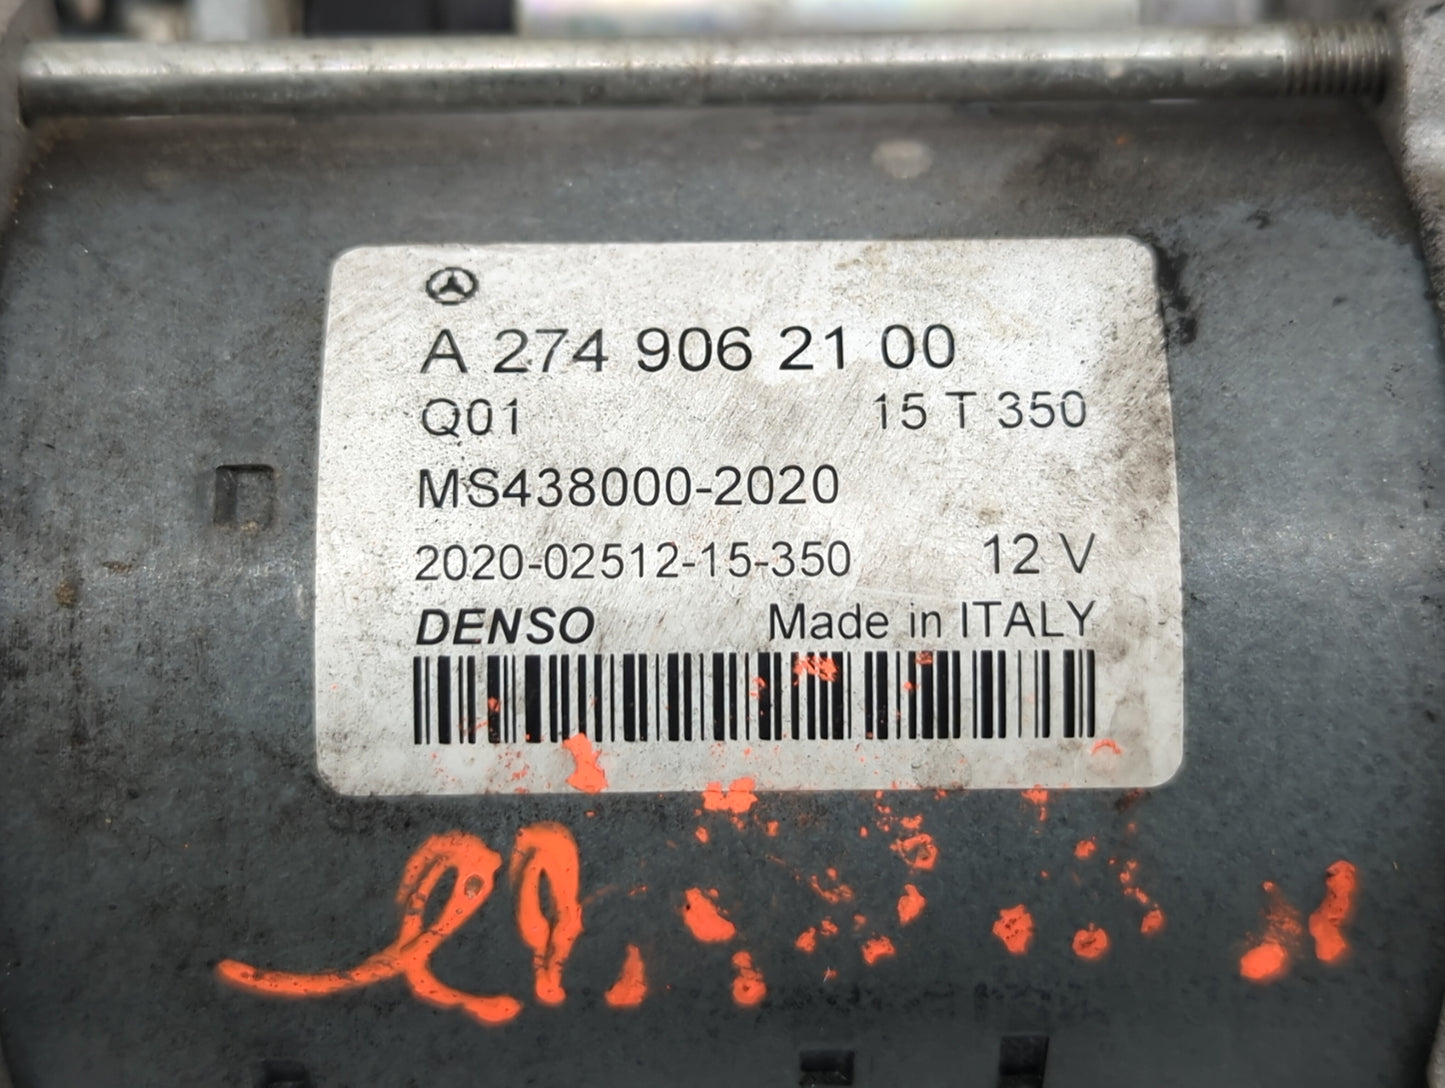 A 274 906 21 00
Q01 15 T 350
MS438000-2020
2020-02512-15-350 12 V
DENSO Made in ITALY